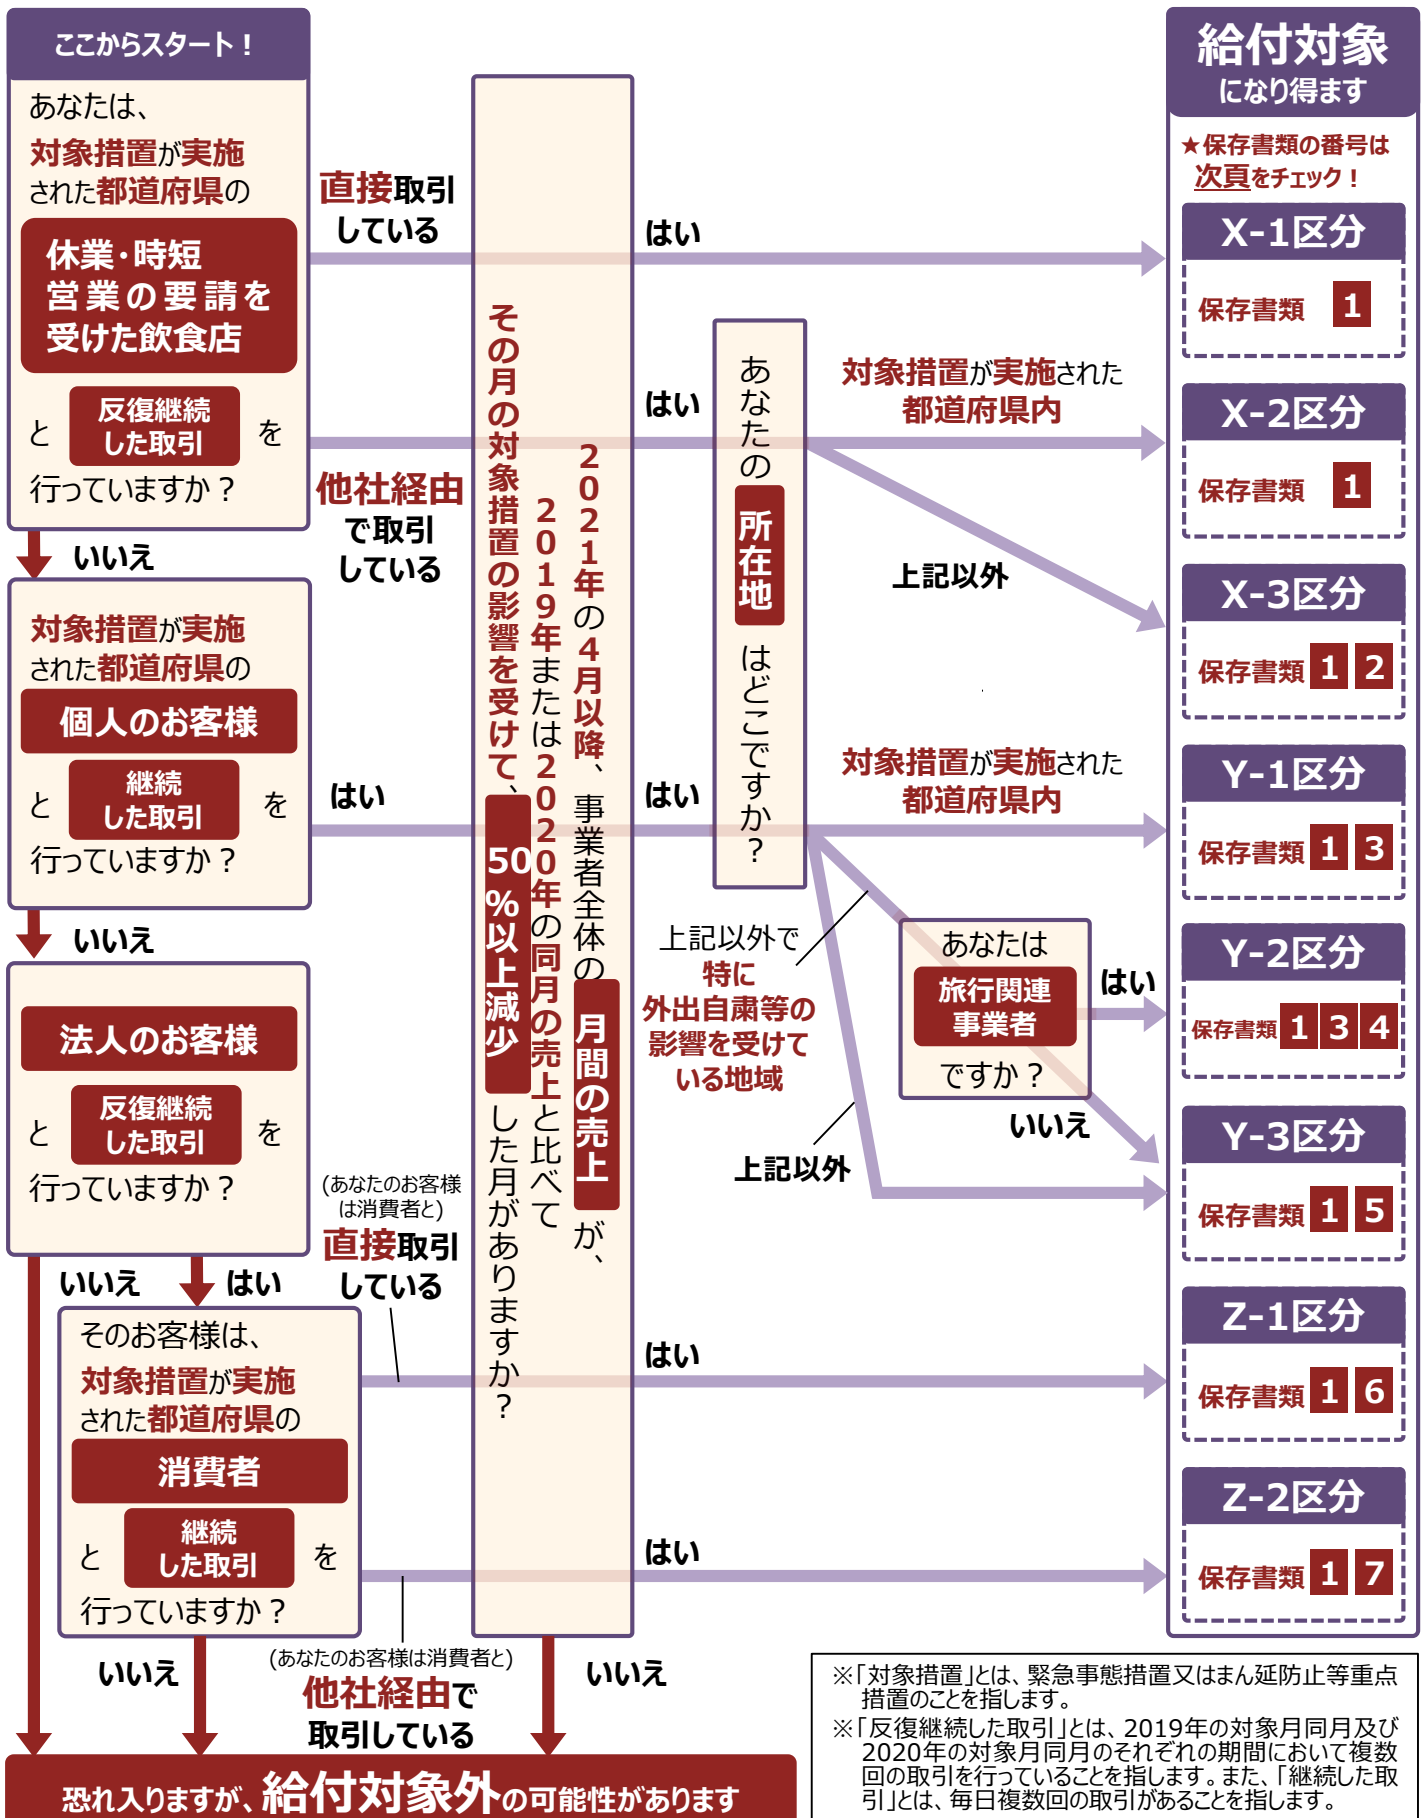 ここからスタート！
あなたは、
対象措置が実施
された都道府県の
休業・時短
営業の要請を
受けた飲食店
と
反復継続
した取引
を
行っていますか？
直接取引
している
他社経由
で取引
している
いいえ
対象措置が実施
された都道府県の
個人のお客様
と
継続
した取引
を
行っていますか？
はい
いいえ
法人のお客様
と
反復継続
した取引
を
行っていますか？
いいえ
はい
そのお客様は、
対象措置が実施
された都道府県の
消費者
と
継続
した取引
を
行っていますか？
(あなたのお客様
は消費者と)
直接取引
している
いいえ
(あなたのお客様は消費者と)
他社経由で
取引している
2021年の4月以降、事業者全体の月間の売上が、
2019年または2020年の同月の売上と比べて
その月の対象措置の影響を受けて、50%以上減少した月がありますか？
はい
はい
はい
はい
はい
いいえ
あなたの所在地はどこですか？
対象措置が実施された
都道府県内
上記以外
対象措置が実施された
都道府県内
上記以外で
特に
外出自粛等の
影響を受けて
いる地域
上記以外
あなたは
旅行関連
事業者
ですか？
はい
いいえ
給付対象
になり得ます
★保存書類の番号は
次頁をチェック！
X-1区分
保存書類 1
X-2区分
保存書類 1
X-3区分
保存書類 1 2
Y-1区分
保存書類 1 3
Y-2区分
保存書類 1 3 4
Y-3区分
保存書類 1 5
Z-1区分
保存書類 1 6
Z-2区分
保存書類 1 7
恐れ入りますが、給付対象外の可能性があります
※「対象措置」とは、緊急事態措置又はまん延防止等重点
措置のことを指します。
※「反復継続した取引」とは、2019年の対象月同月及び
2020年の対象月同月のそれぞれの期間において複数
回の取引を行っていることを指します。また、「継続した取
引」とは、毎日複数回の取引があることを指します。